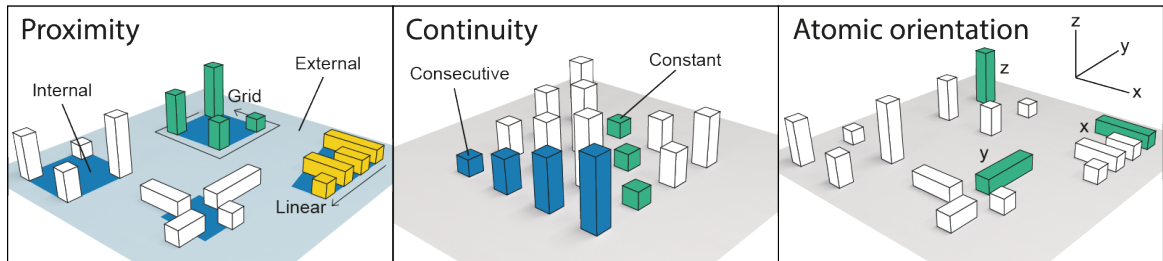 Proximity
External
Internal
Grid
Linear
Continuity
Consecutive
Constant
Atomic orientation
z
y
x
z
x
y